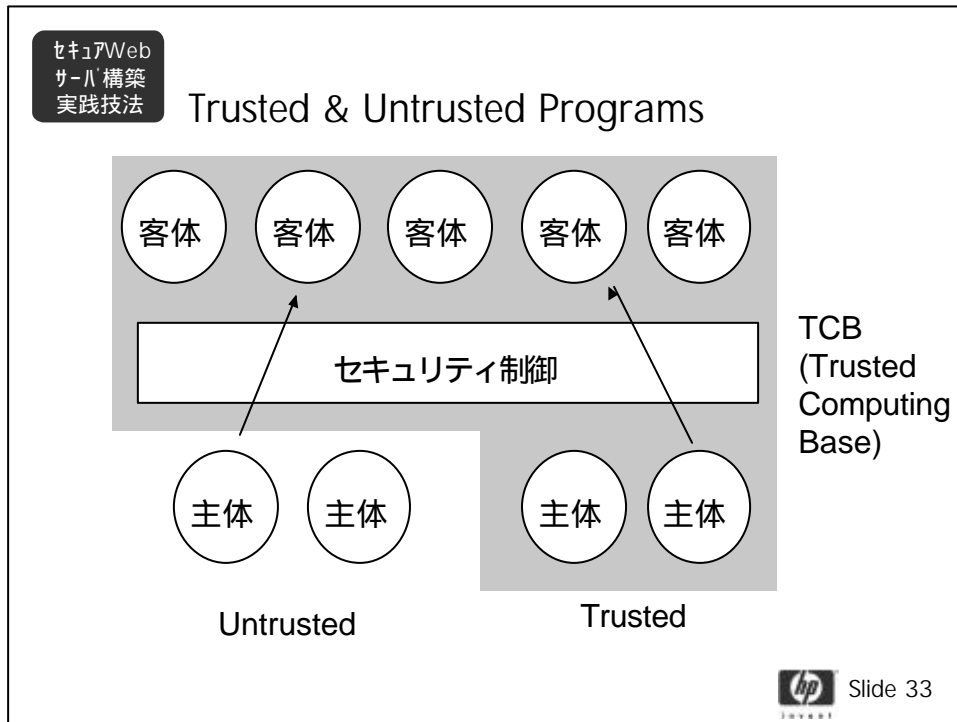 セキュアWeb
サーバ構築
実践技法
Trusted & Untrusted Programs
客体 客体 客体 客体 客体
セキュリティ制御
TCB
(Trusted
Computing
Base)
主体 主体 主体 主体
Untrusted
Trusted
hp
invent
Slide 33